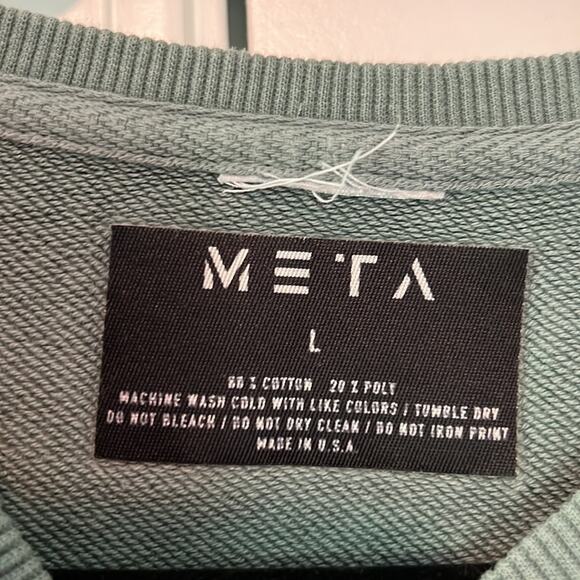 META
L
80 % COTTON 20 % POLY
MACHINE WASH COLD WITH LIKE COLORS / TUMBLE DRY
DO NOT BLEACH / DO NOT DRY CLEAN / DO NOT IRON PRINT
MADE IN U.S.A.